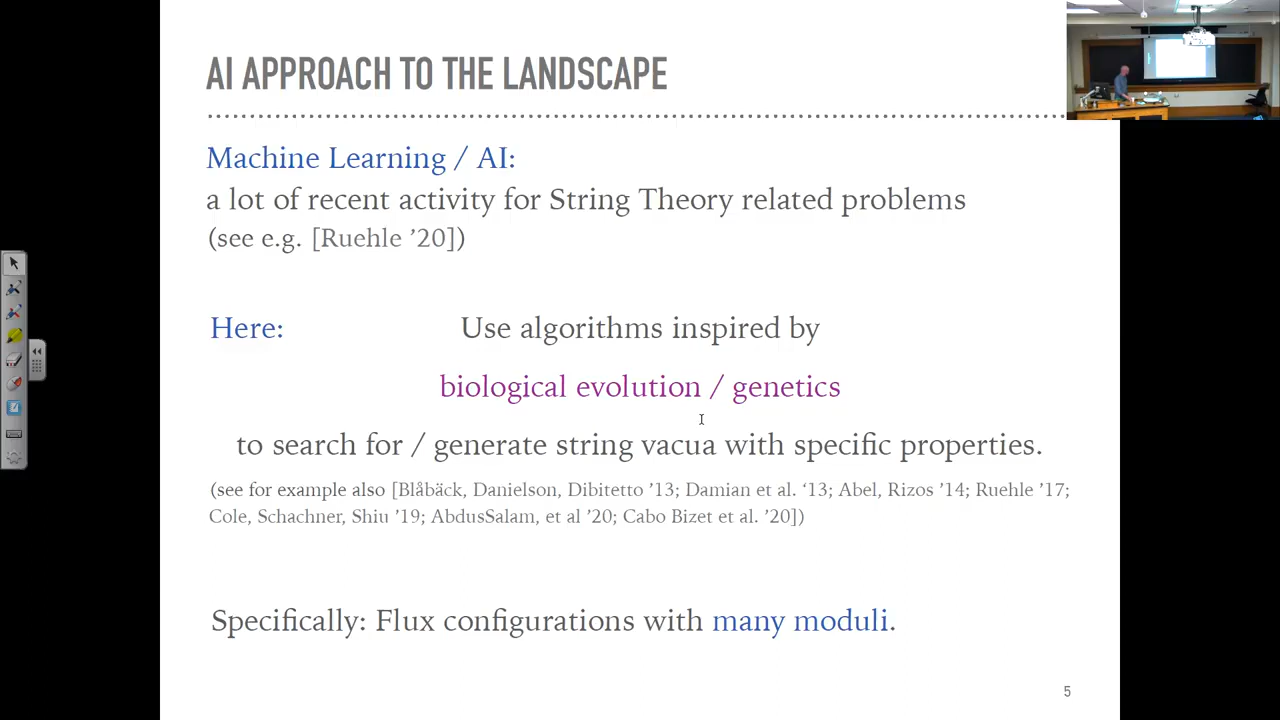 AI APPROACH TO THE LANDSCAPE
Machine Learning / AI:
a lot of recent activity for String Theory related problems
(see e.g. [Ruehle ’20])
Here: Use algorithms inspired by
biological evolution / genetics
to search for / generate string vacua with specific properties.
(see for example also [Blåbäck, Danielson, Dibitetto ’13; Damian et al. ‘13; Abel, Rizos ’14; Ruehle ’17;
Cole, Schachner, Shiu ’19; AbdusSalam, et al ’20; Cabo Bizet et al. ’20])
Specifically: Flux configurations with many moduli.
5